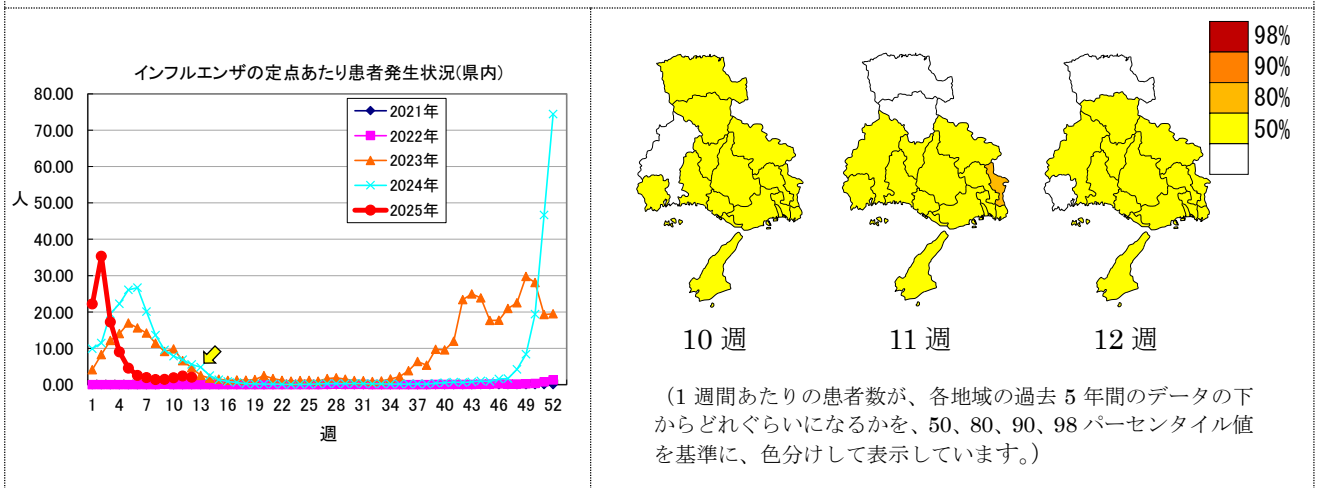 インフルエンザの定点あたり患者発生状況(県内)
80.00
70.00
60.00
50.00
40.00
30.00
20.00
10.00
0.00
人
2021年
2022年
2023年
2024年
2025年
1 4 7 10 13 16 19 22 25 28 31 34 37 40 43 46 49 52
週
98%
90%
80%
50%
10 週
11 週
12 週
(1 週間あたりの患者数が、各地域の過去 5 年間のデータの下
からどれぐらいになるかを、50、80、90、98 パーセンタイル値
を基準に、色分けして表示しています。)